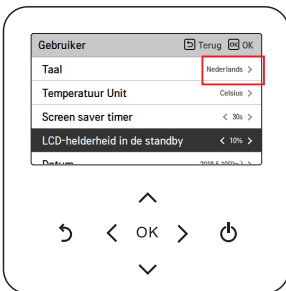 Gebruiker Terug OK OK
Taal Nederlands >
Temperatuur Unit Celsius >
Screen saver timer < 30s >
LCD-helderheid in de standby < 10% >
Datum
OK